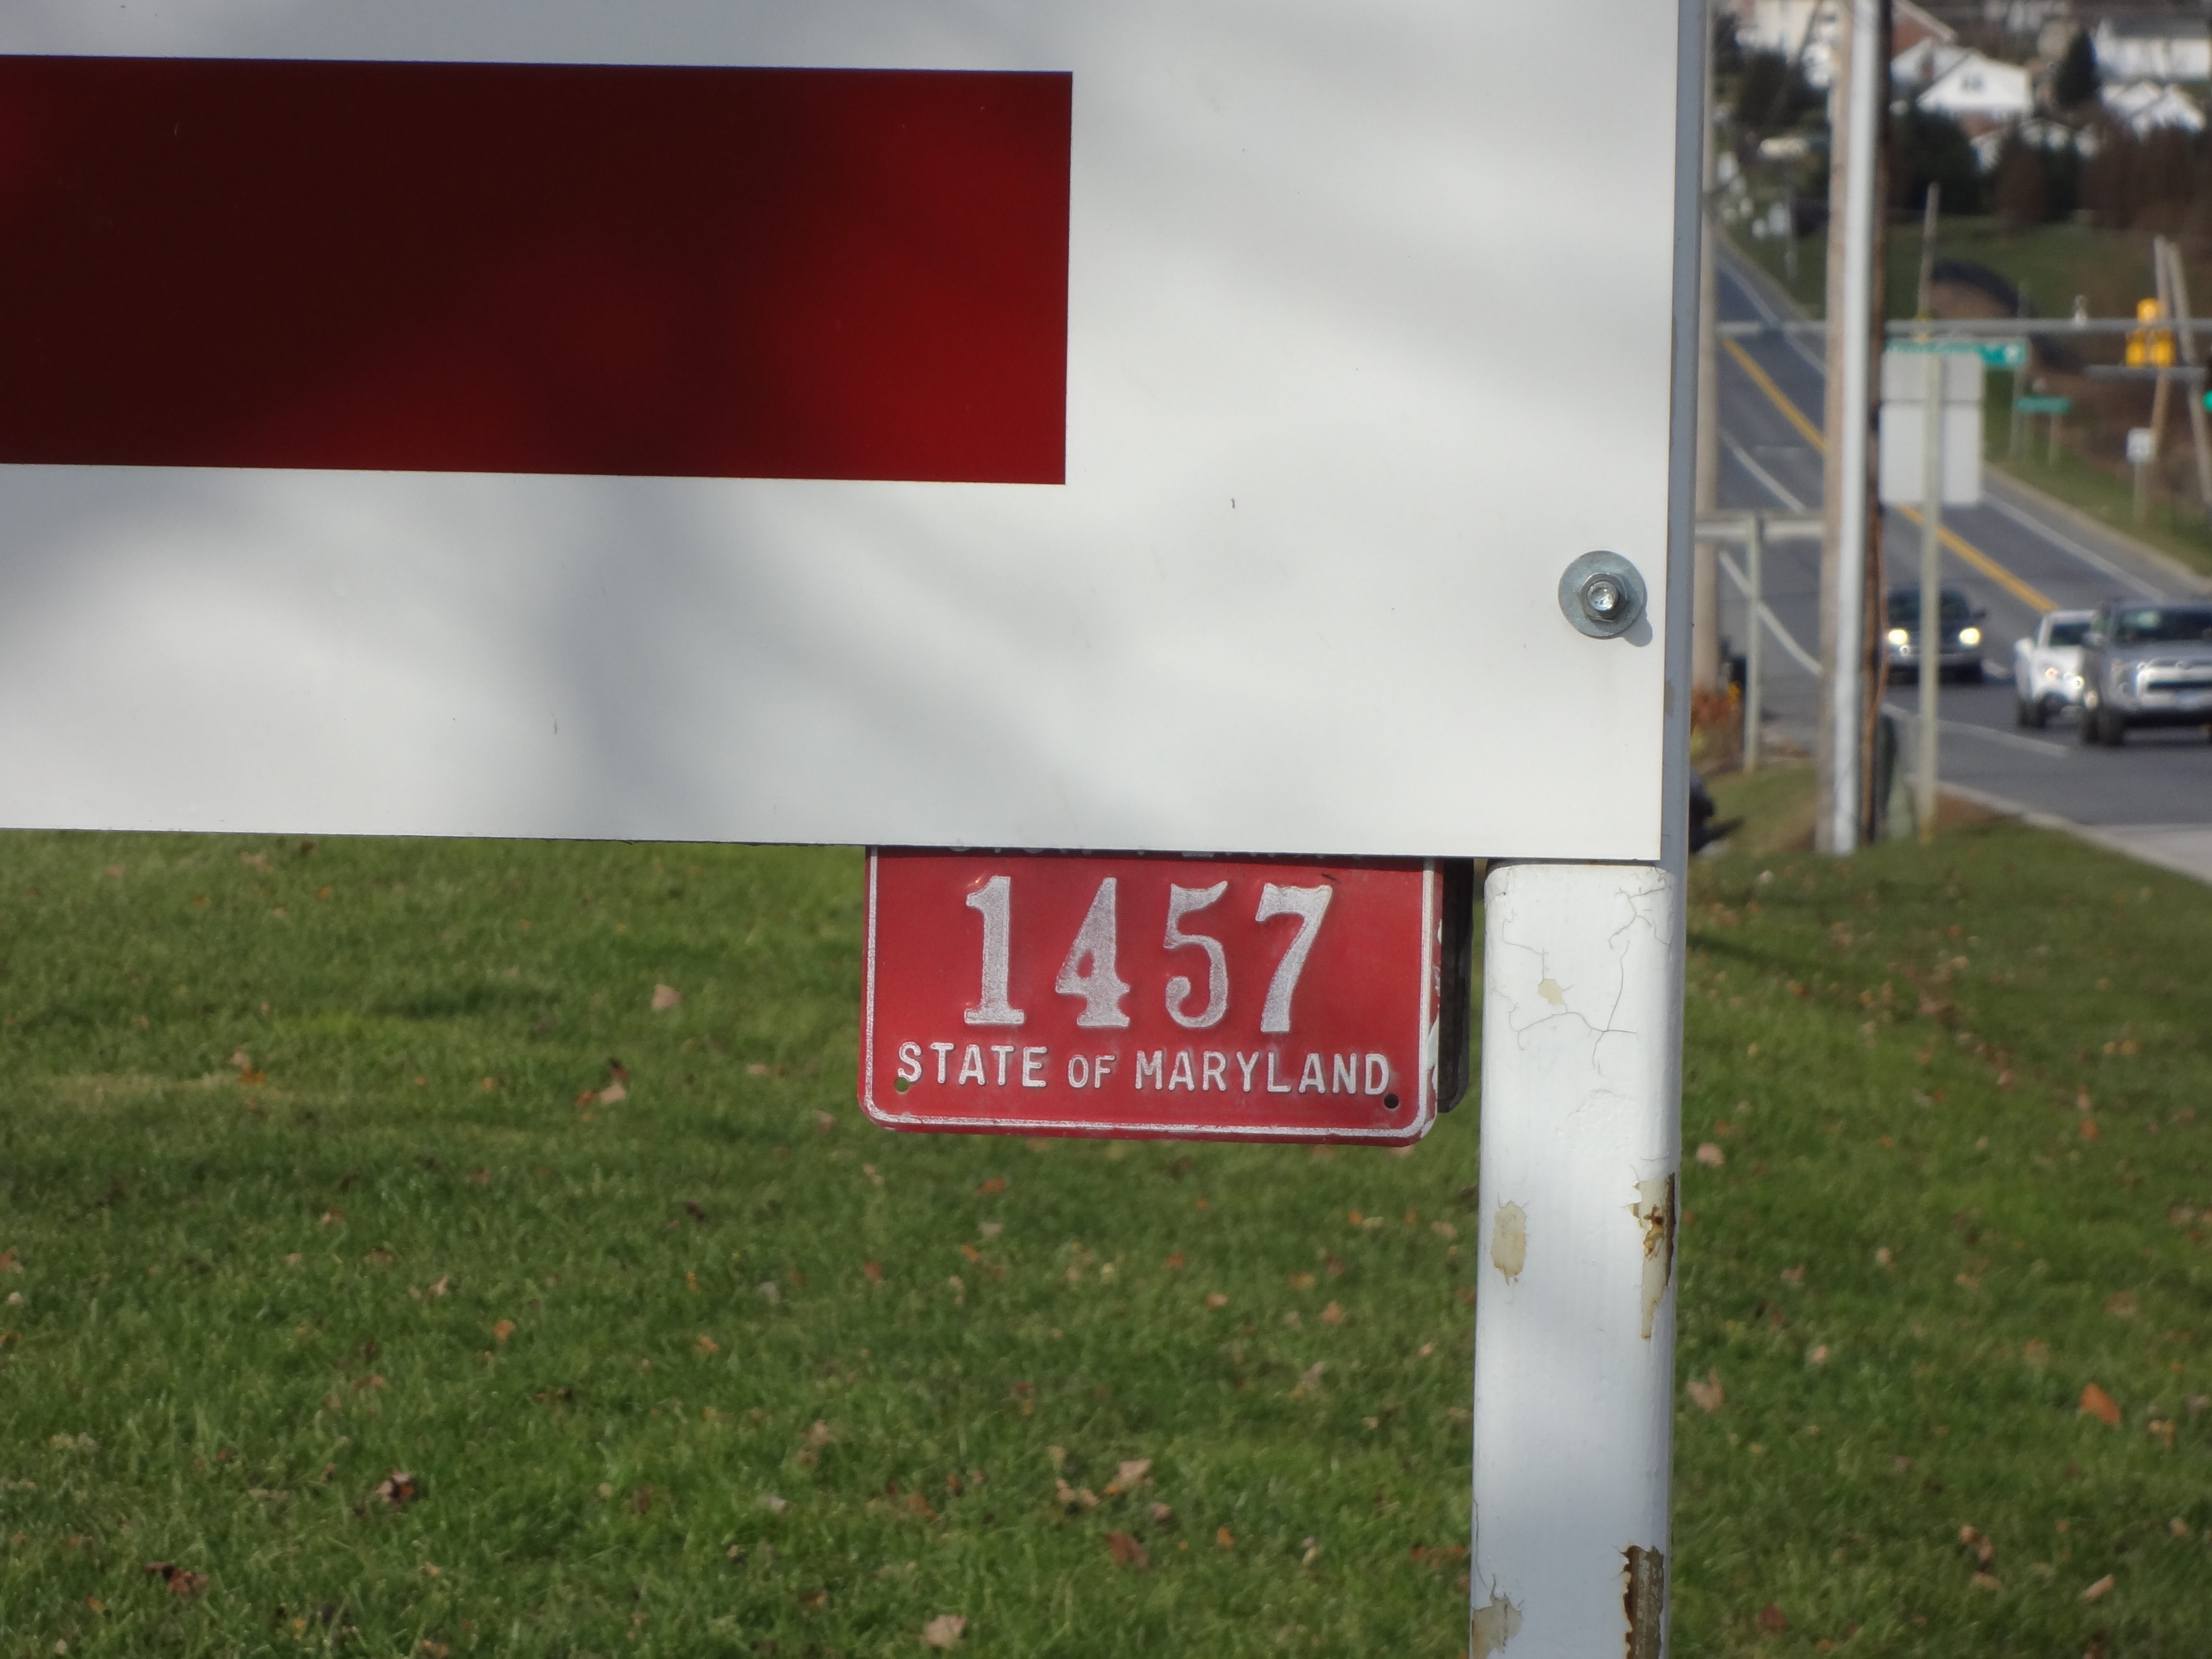 1457
STATE OF MARYLAND